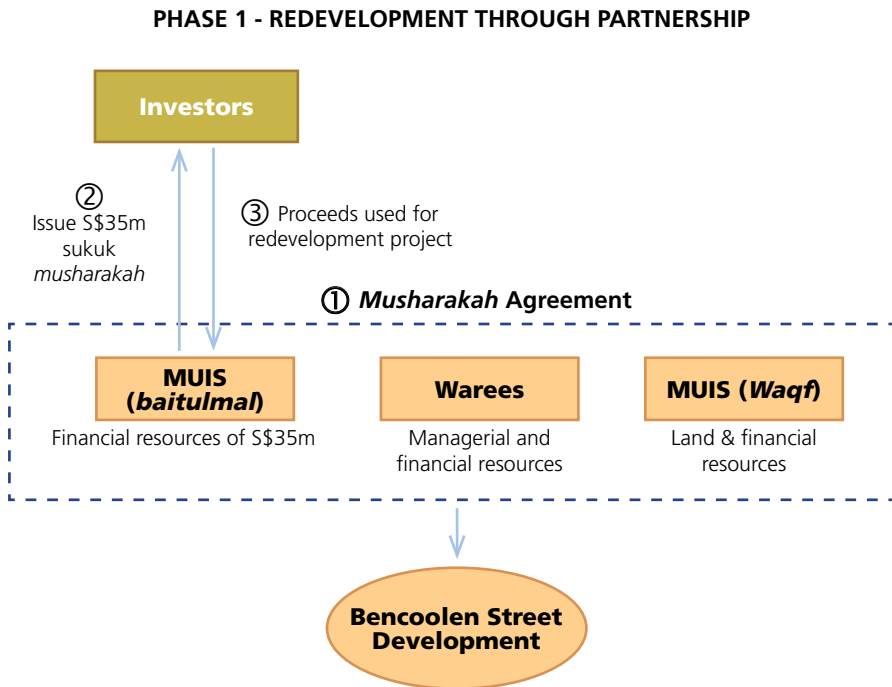 PHASE 1 - REDEVELOPMENT THROUGH PARTNERSHIP
Investors
②
Issue S$35m
sukuk
musharakah
③ Proceeds used for
redevelopment project
① Musharakah Agreement
MUIS
(baitulmal)
Financial resources of S$35m
Warees
Managerial and
financial resources
MUIS (Waqf)
Land & financial
resources
Bencoolen Street
Development